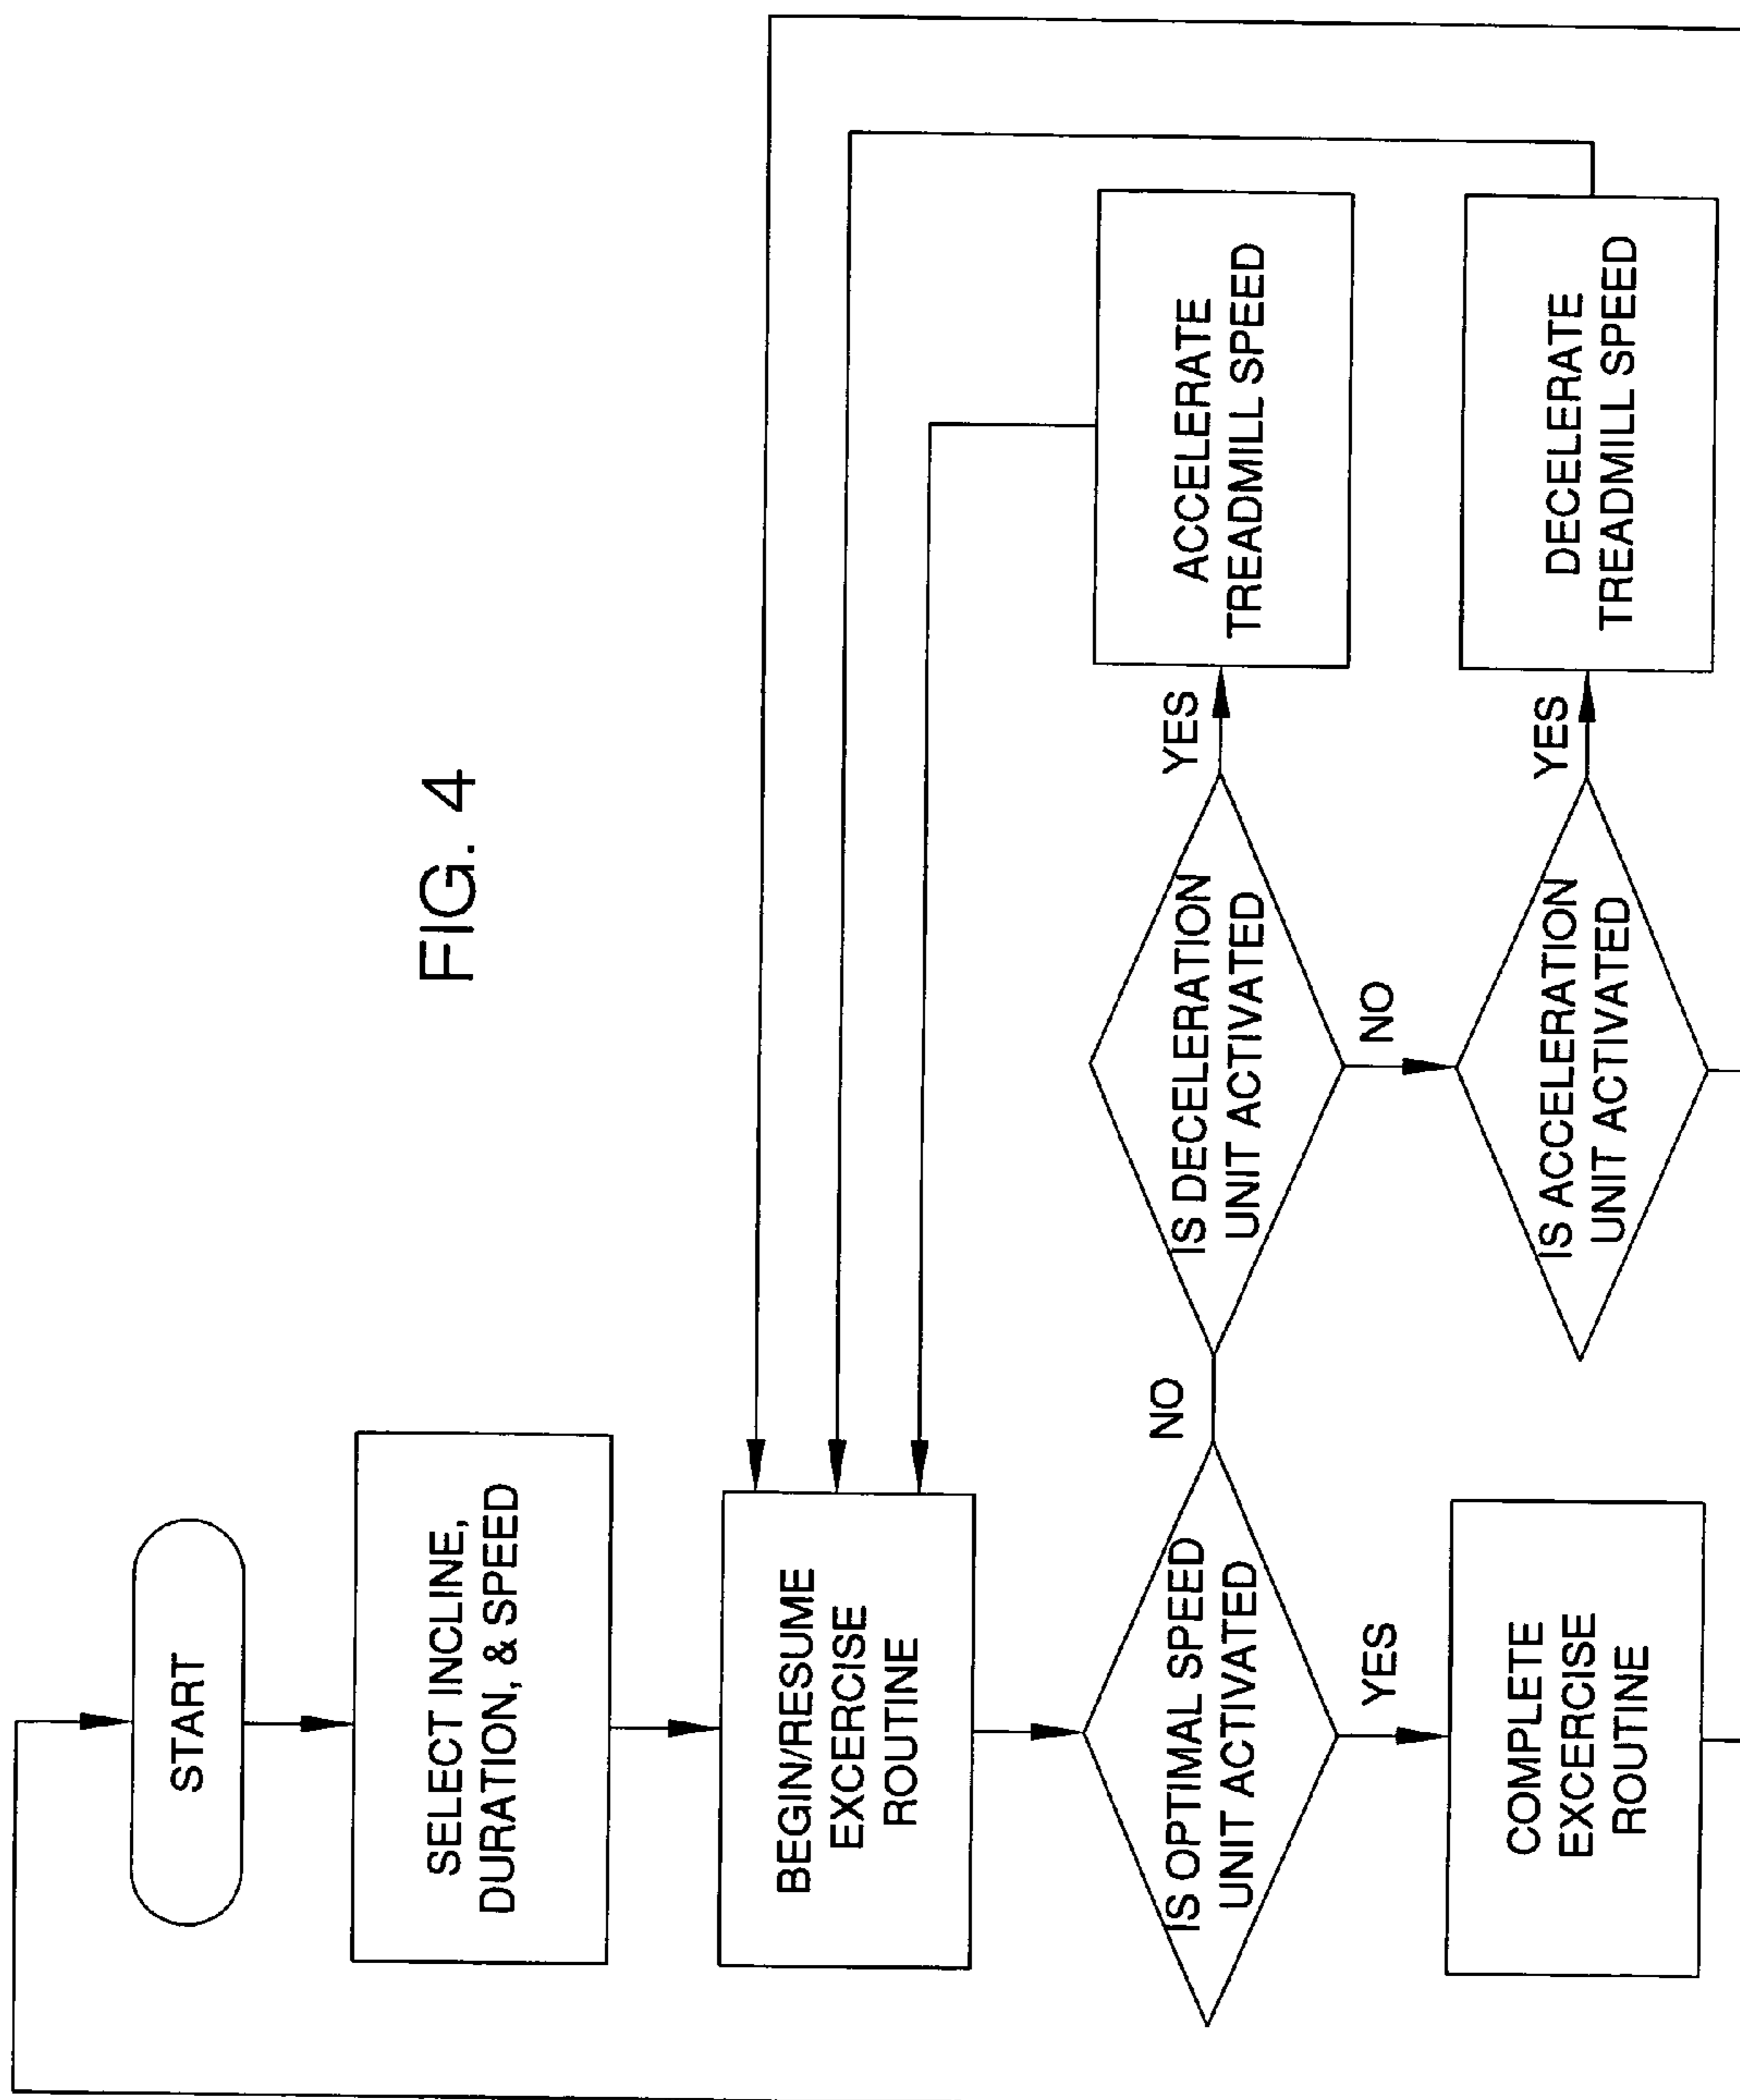 FIG. 4
START
SELECT INCLINE,
DURATION, & SPEED
BEGIN/RESUME
EXCERCISE
ROUTINE
IS OPTIMAL SPEED
UNIT ACTIVATED
NO
YES
COMPLETE
EXCERCISE
ROUTINE
IS DECELERATION
UNIT ACTIVATED
YES
ACCELERATE
TREADMILL SPEED
NO
IS ACCELERATION
UNIT ACTIVATED
YES
DECELERATE
TREADMILL SPEED